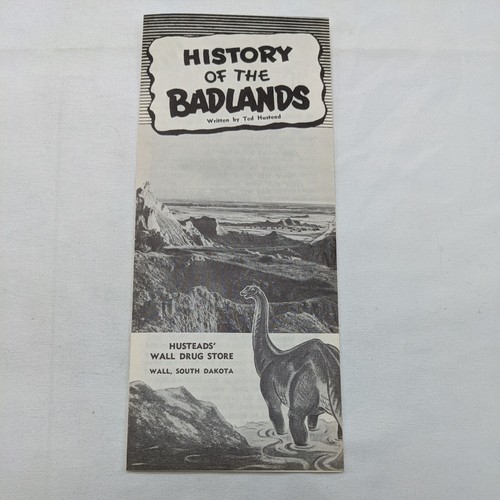 HISTORY
OF THE
BADLANDS
Written by Ted Hustead
HUSTEADS'
WALL DRUG STORE
WALL, SOUTH DAKOTA